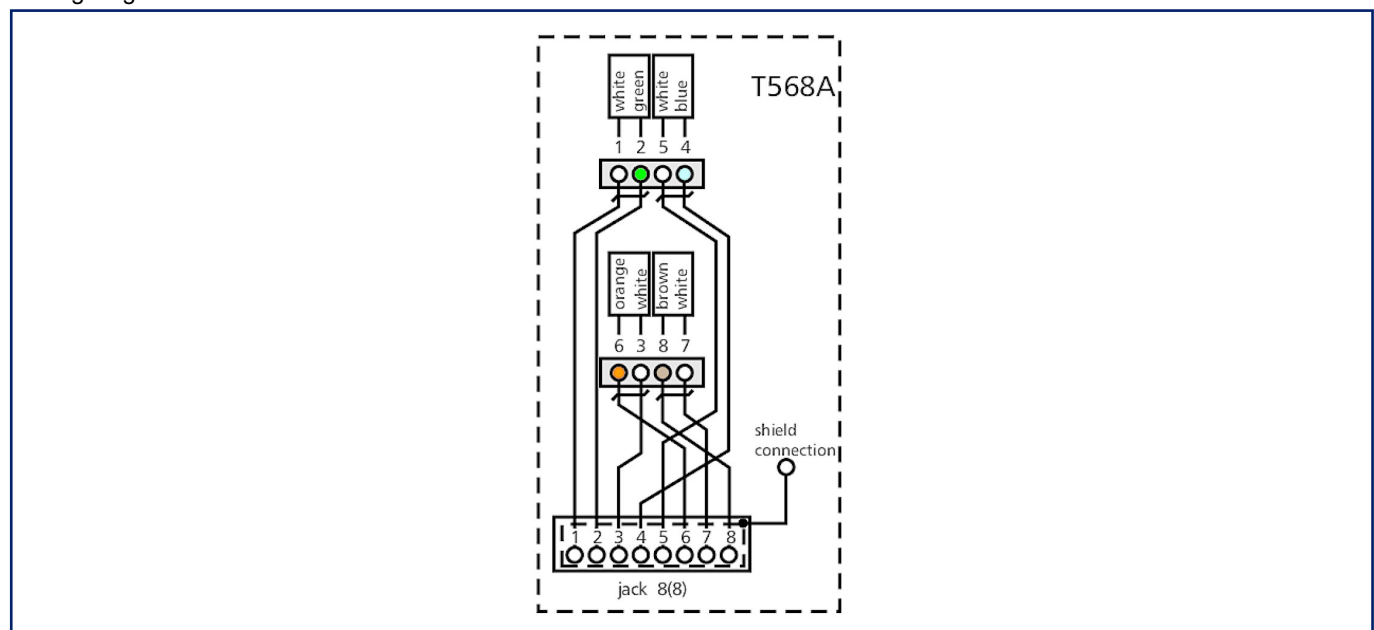 T568A
white
green
white
blue
1 2 5 4
orange
white
brown
white
6 3 8 7
shield
connection
1 2 3 4 5 6 7 8
jack 8(8)